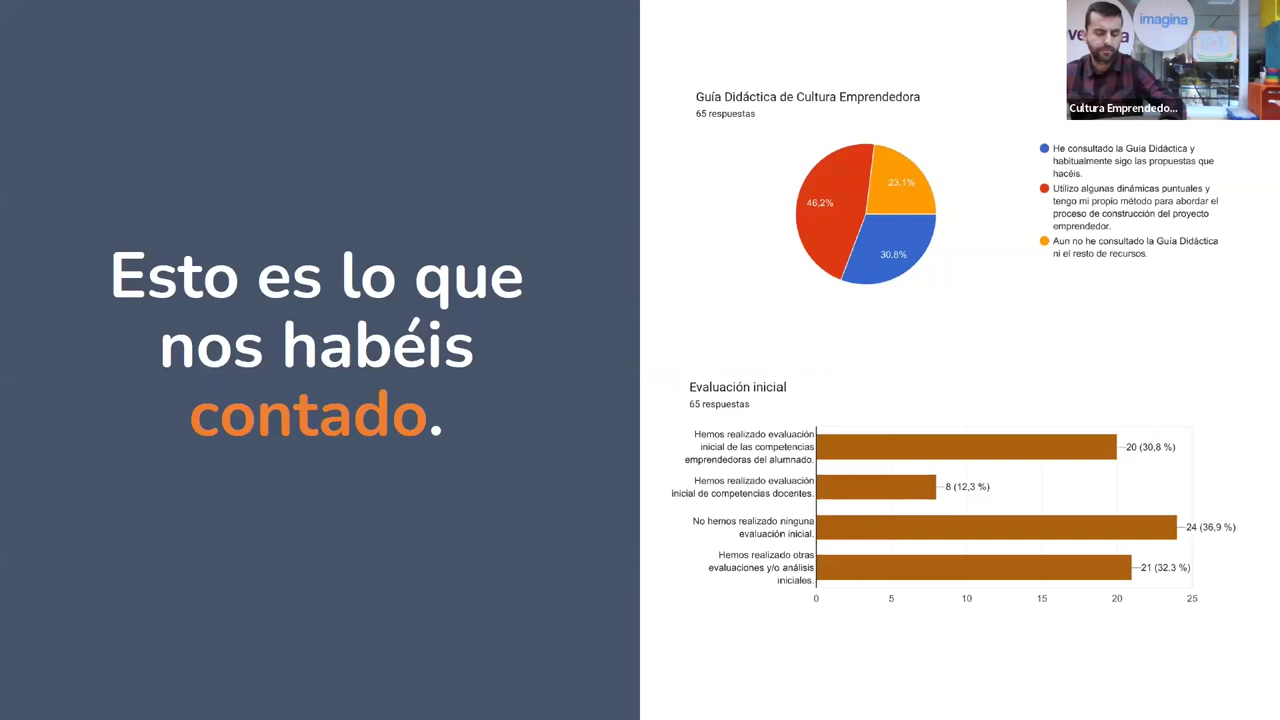 Esto es lo que
nos habéis
contado.
Guía Didáctica de Cultura Emprendedora
65 respuestas
46,2%
23,1%
30,8%
He consultado la Guía Didáctica y
habitualmente sigo las propuestas que
hacéis.
Utilizo algunas dinámicas puntuales y
tengo mi propio método para abordar el
proceso de construcción del proyecto
emprendedor.
Aun no he consultado la Guía Didáctica
ni el resto de recursos.
imagina
Cultura Emprendedo...
Evaluación inicial
65 respuestas
Hemos realizado evaluación
inicial de las competencias
emprendedoras del alumnado.
20 (30,8 %)
Hemos realizado evaluación
inicial de competencias docentes.
8 (12,3 %)
No hemos realizado ninguna
evaluación inicial.
24 (36,9 %)
Hemos realizado otras
evaluaciones y/o análisis
iniciales.
21 (32,3 %)
0 5 10 15 20 25